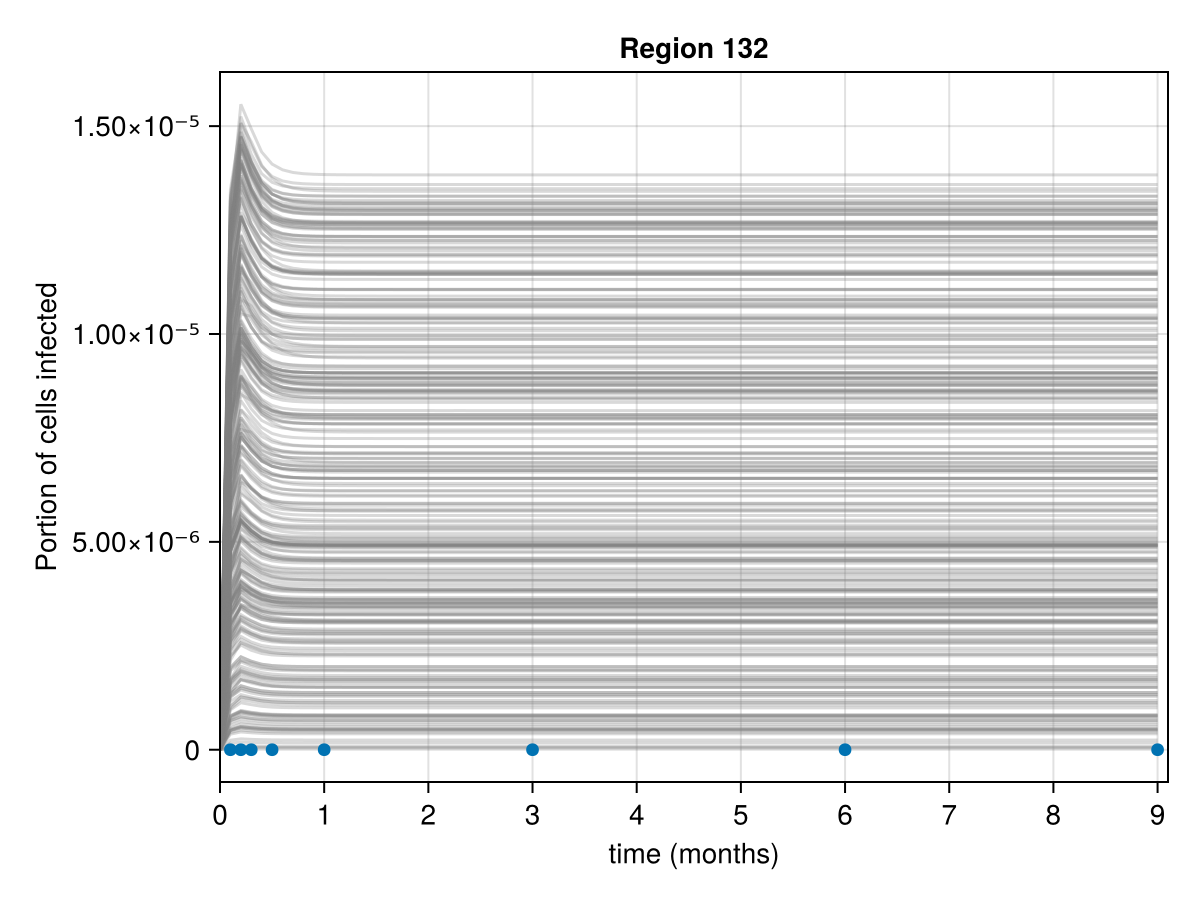 Region 132
1.50×10⁻⁵
1.00×10⁻⁵
5.00×10⁻⁶
0
Portion of cells infected
0 1 2 3 4 5 6 7 8 9
time (months)